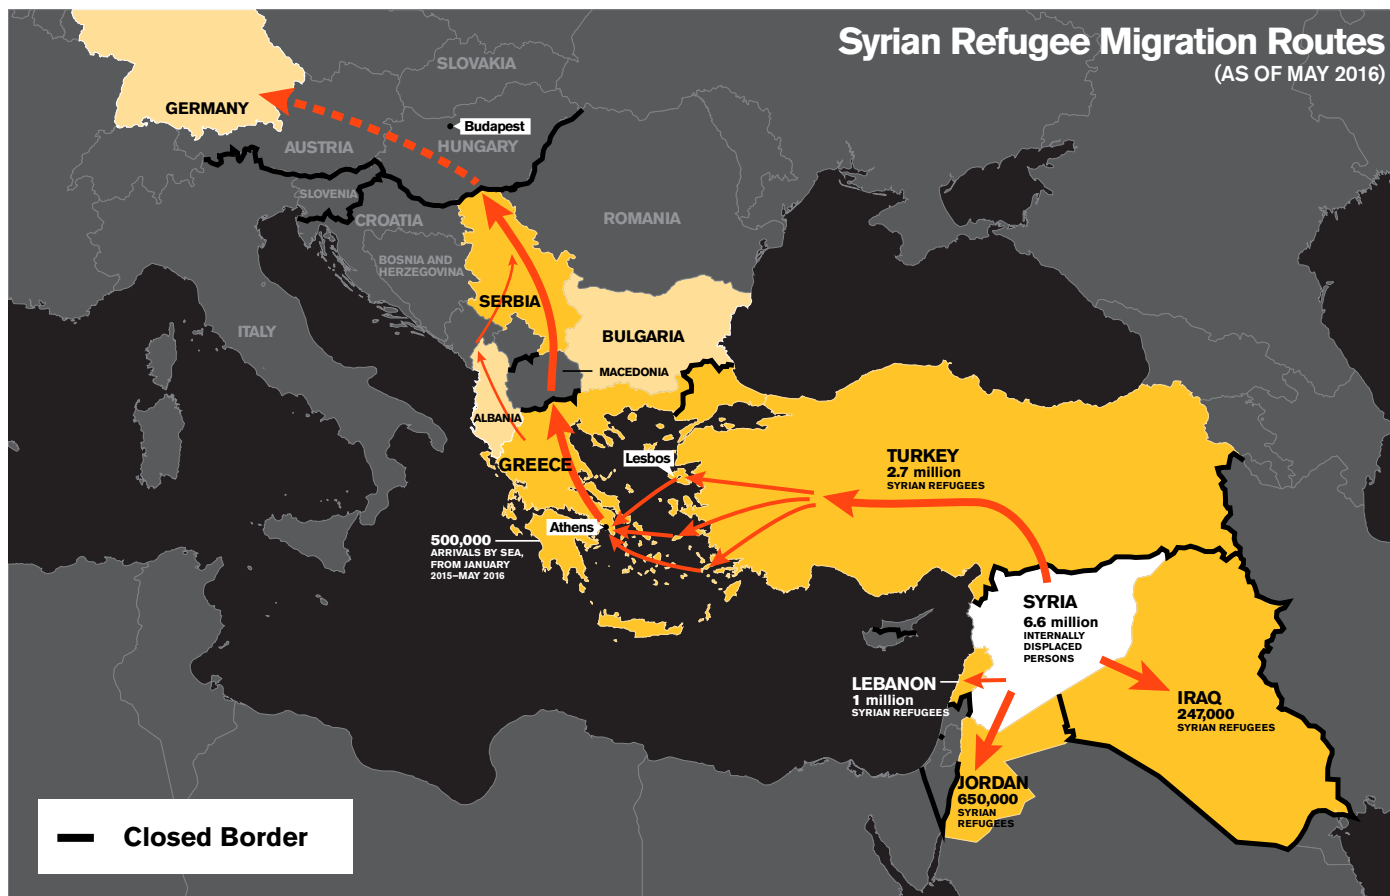 Syrian Refugee Migration Routes
(AS OF MAY 2016)
SLOVAKIA
GERMANY
Budapest
HUNGARY
AUSTRIA
SLOVENIA
CROATIA
ROMANIA
BOSNIA AND
HERZEGOVINA
SERBIA
ITALY
BULGARIA
MACEDONIA
ALBANIA
GREECE
Lesbos
TURKEY
2.7 million
SYRIAN REFUGEES
Athens
500,000
ARRIVALS BY SEA,
FROM JANUARY
2015–MAY 2016
SYRIA
6.6 million
INTERNALLY
DISPLACED
PERSONS
LEBANON
1 million
SYRIAN REFUGEES
IRAQ
247,000
SYRIAN REFUGEES
JORDAN
650,000
SYRIAN
REFUGEES
Closed Border